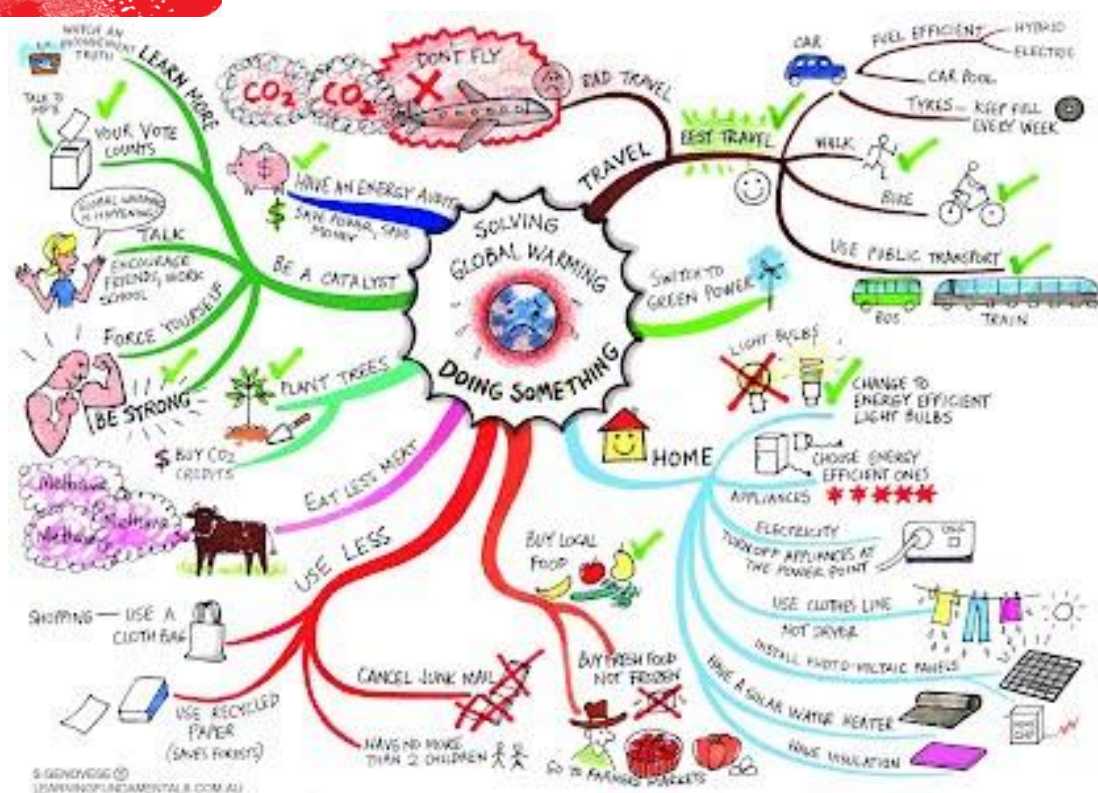 SOLVING
GLOBAL WARMING
DOING SOMETHING
TRAVEL
BAD TRAVEL
DON'T FLY
CO2
CO2
BEST TRAVEL
CAR
FUEL EFFICIENT
HYBRID
ELECTRIC
CAR POOL
TYRES – KEEP FULL
EVERY WEEK
WALK
BIKE
USE PUBLIC TRANSPORT
BUS
TRAIN
SWITCH TO
GREEN POWER
HOME
LIGHT BULBS
CHANGE TO
ENERGY EFFICIENT
LIGHT BULBS
CHOOSE ENERGY
EFFICIENT ONES
APPLIANCES
ELECTRICITY
TURN OFF APPLIANCES AT
THE POWER POINT
USE CLOTHES LINE
NOT DRYER
INSTALL PHOTO-VOLTAIC PANELS
HAVE A SOLAR WATER HEATER
HAVE INSULATION
BUY LOCAL
FOOD
BUY FRESH FOOD
NOT FROZEN
GO TO FARMERS MARKETS
USE LESS
SHOPPING — USE A
CLOTH BAG
USE RECYCLED
PAPER
(SAVES FORESTS)
CANCEL JUNK MAIL
HAVE NO MORE
THAN 2 CHILDREN
EAT LESS MEAT
Methane
Methane
Methane
PLANT TREES
$ BUY CO2
CREDITS
BE A CATALYST
LEARN MORE
WATCH AN
INCONVENIENT
TRUTH
TALK TO
YOUR VOTE
COUNTS
GLOBAL WARMING
IS HAPPENING!
TALK
ENCOURAGE
FRIENDS, WORK
SCHOOL
FORCE YOURSELF
BE STRONG
HAVE AN ENERGY AUDIT
$ SAVE POWER, SAVE
MONEY
$
S.GENOVESE ©
LEARNINGFUNDAMENTALS.COM.AU